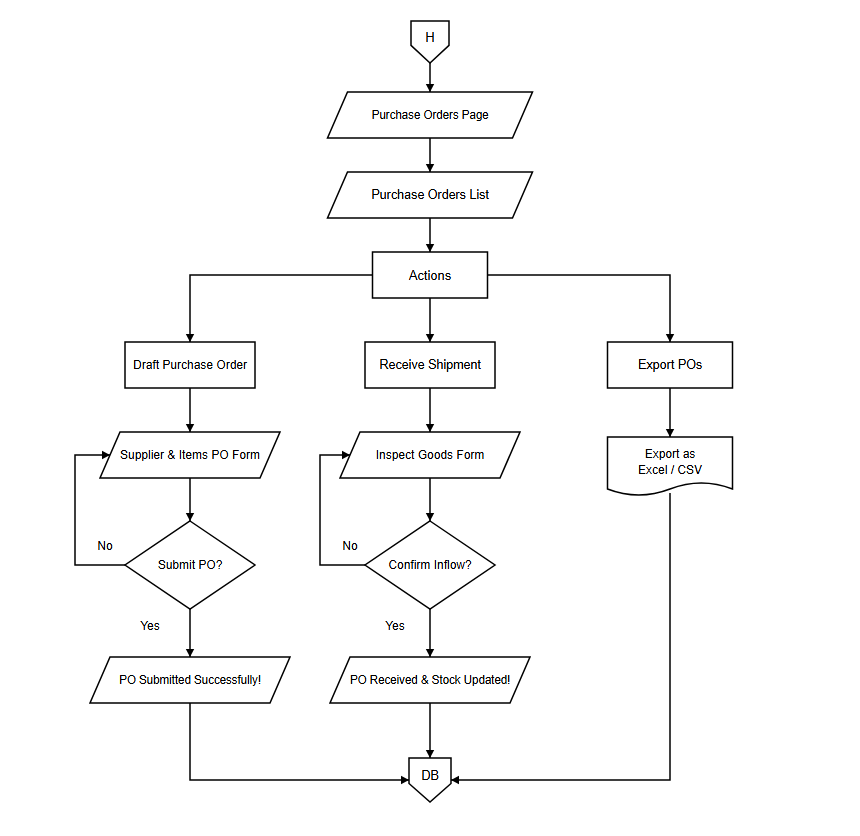 H
Purchase Orders Page
Purchase Orders List
Actions
Draft Purchase Order
Receive Shipment
Export POs
Supplier & Items PO Form
Inspect Goods Form
Export as
Excel / CSV
No
No
Submit PO?
Confirm Inflow?
Yes
Yes
PO Submitted Successfully!
PO Received & Stock Updated!
DB